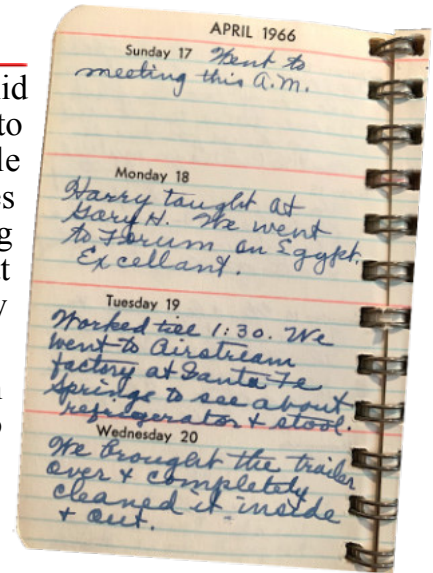 APRIL 1966
Sunday 17 Went to
meeting this A.M.
Monday 18
Harry taught at
Gary H. We went
to Forum on Egypt.
Excellant.
Tuesday 19
Worked till 1:30. We
went to Airstream
factory at Santa Fe
Springs to see about
refrigerator + stool.
Wednesday 20
We brought the trailer
over + completely
cleaned it inside
+ out.